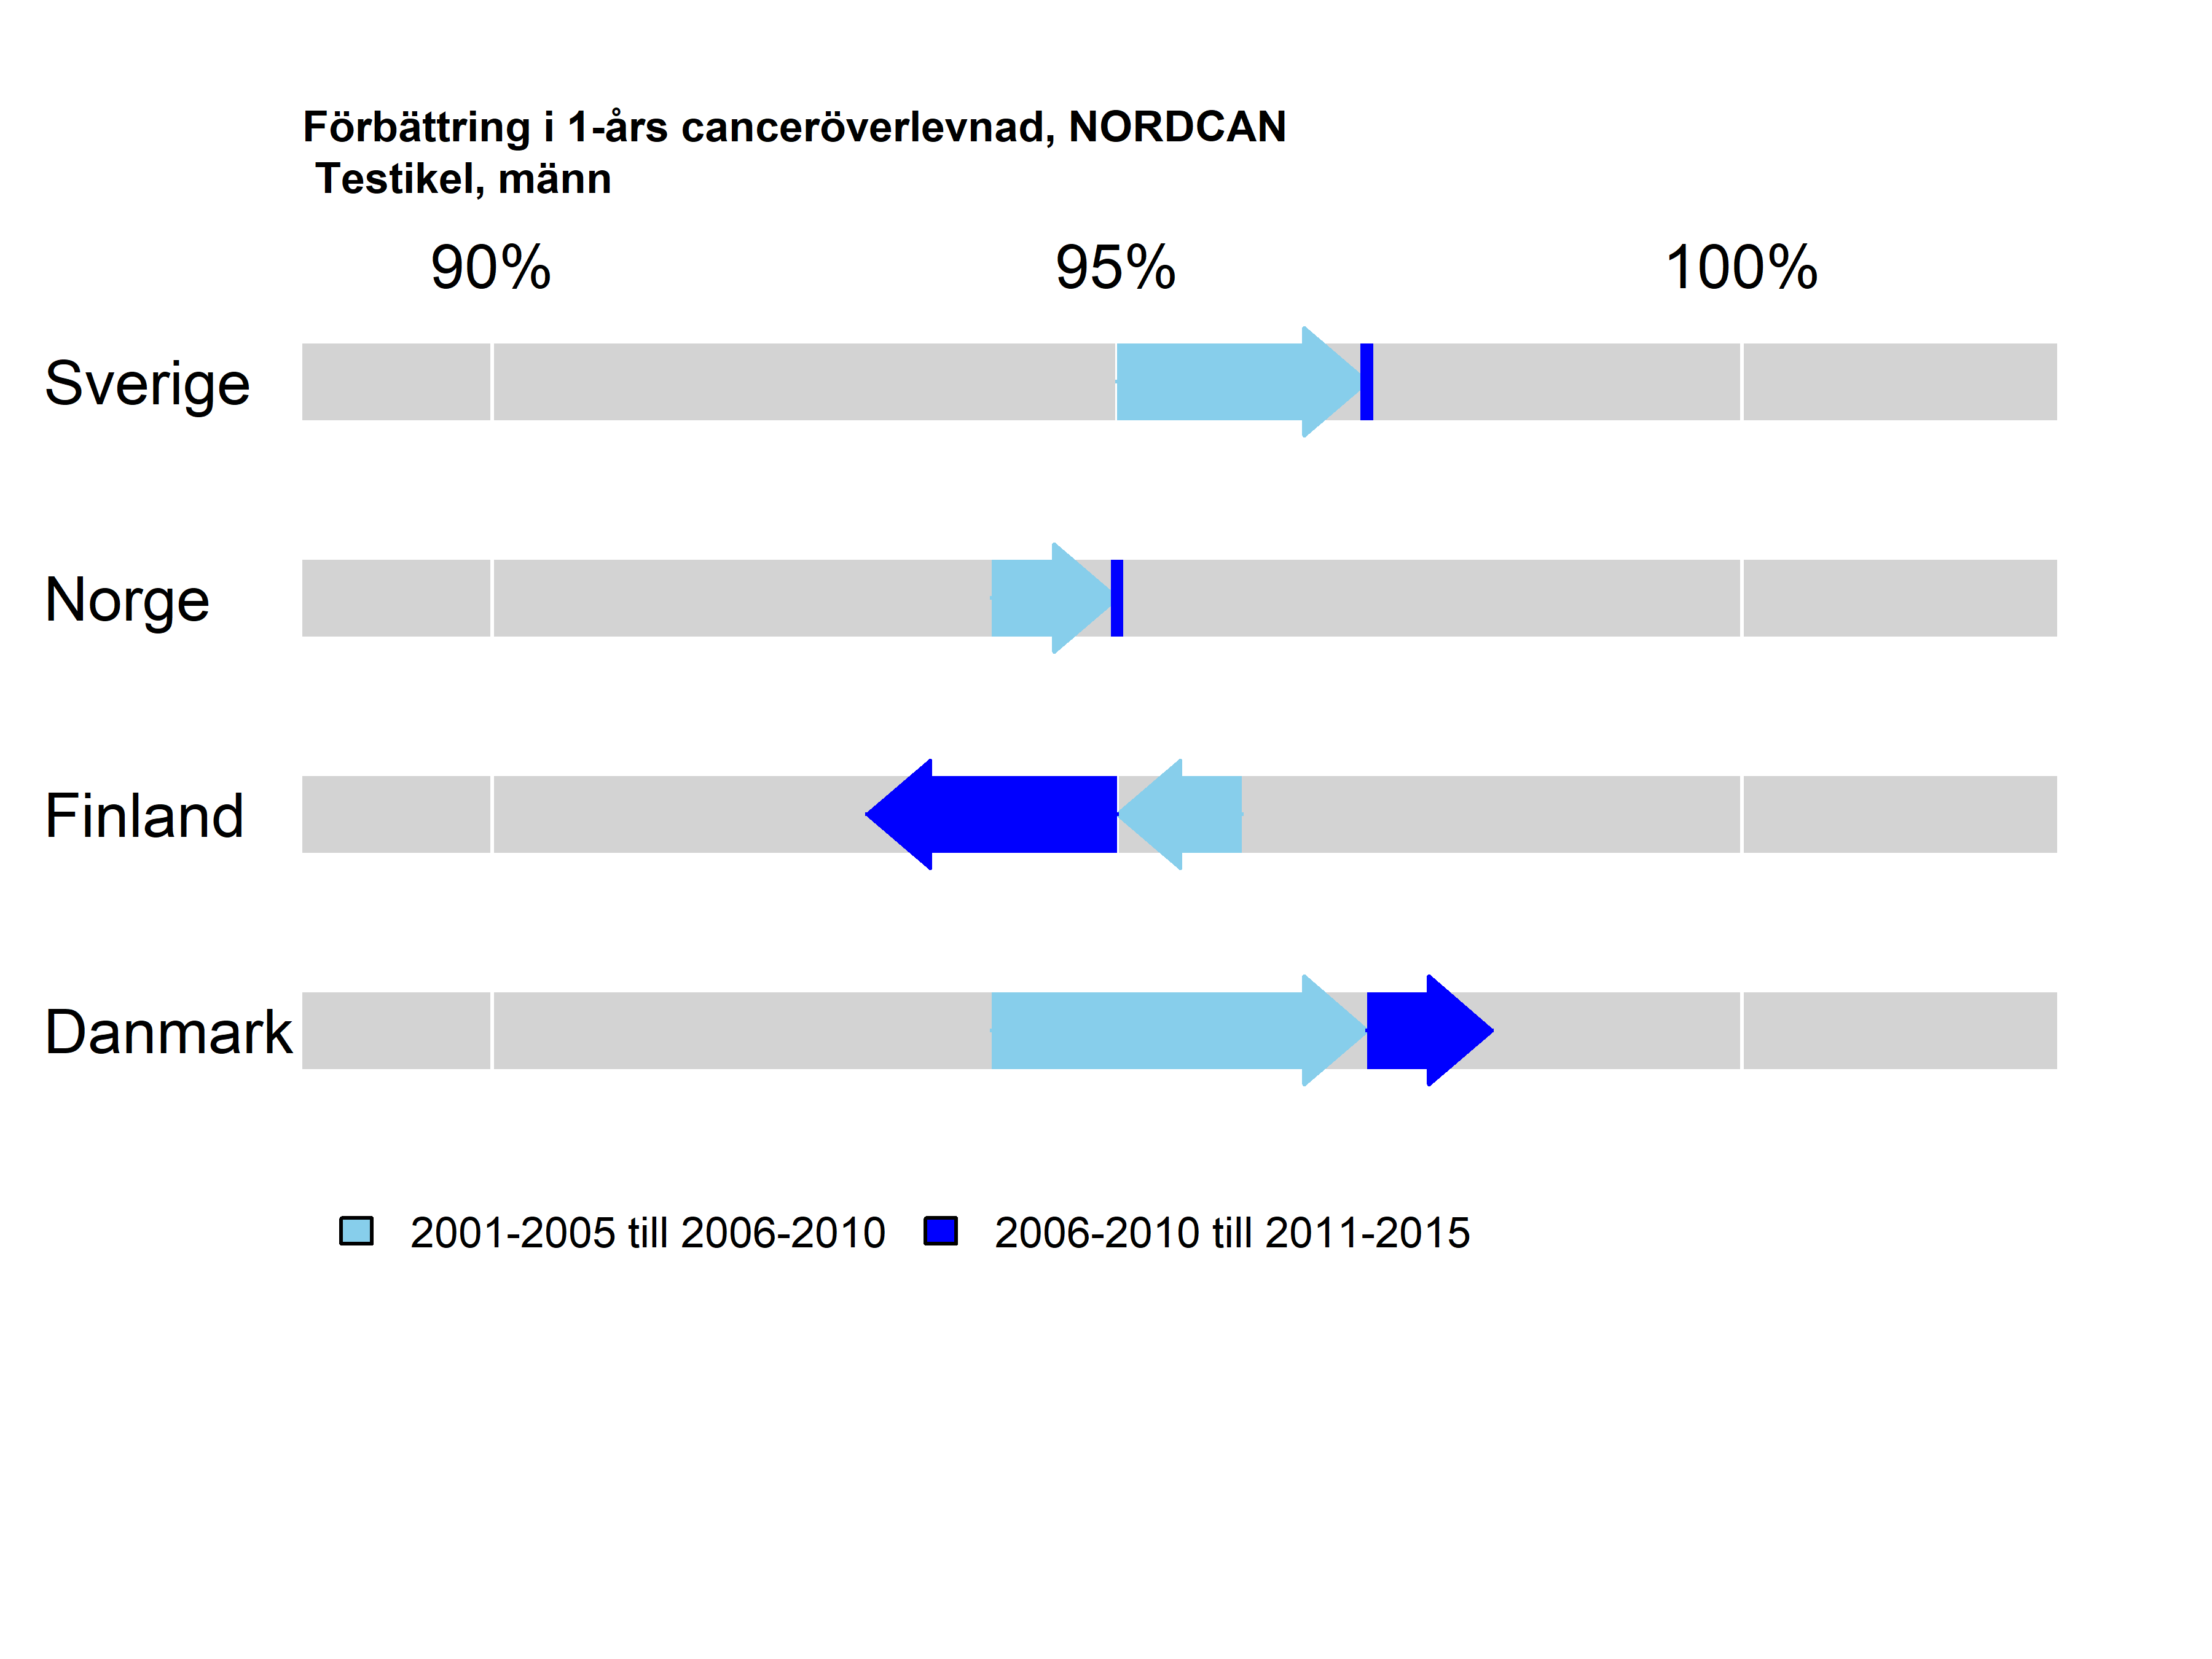 Förbättring i 1-års canceröverlevnad, NORDCAN
Testikel, männ
90% 95% 100%
Sverige
Norge
Finland
Danmark
2001-2005 till 2006-2010 2006-2010 till 2011-2015